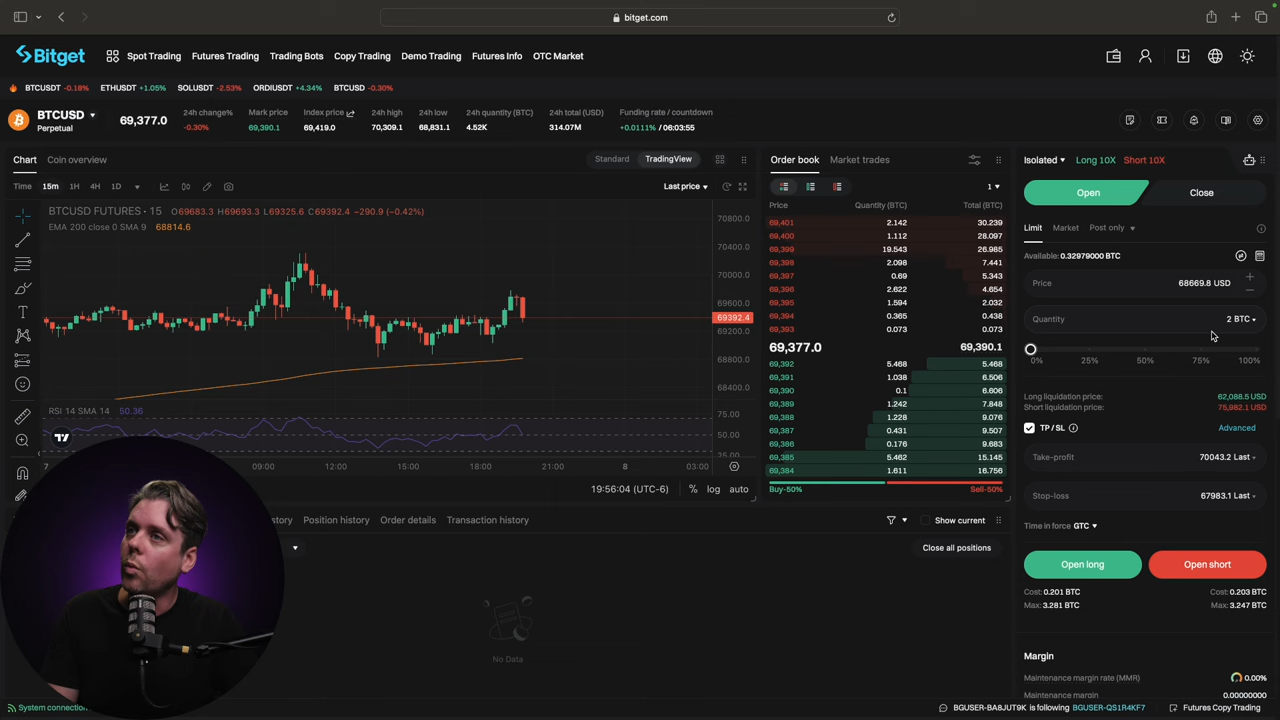 bitget.com
Bitget Spot Trading Futures Trading Trading Bots Copy Trading Demo Trading Futures Info OTC Market
BTCUSDT -0.18% ETHUSDT +1.05% SOLUSDT -2.53% ORDIUSDT +4.34% BTCUSD -0.30%
BTCUSD
Perpetual
69,377.0
24h change%
-0.30%
Mark price
69,390.1
Index price
69,419.0
24h high
70,309.1
24h low
68,831.1
24h quantity (BTC)
4.52K
24h total (USD)
314.07M
Funding rate / countdown
+0.0111% / 06:03:55
Chart Coin overview
Standard TradingView
Time 15m 1H 4H 1D
Last price
BTCUSD FUTURES · 15 O69683.3 H69693.3 L69325.6 C69392.4 -290.9 (-0.42%)
EMA 200 close 0 SMA 9 68814.6
70800.0
70400.0
70000.0
69600.0
69392.4
69200.0
68800.0
68400.0
RSI 14 SMA 14 50.36
75.00
50.00
25.00
7 09:00 12:00 15:00 18:00 21:00 8 03:00
19:56:04 (UTC-6) % log auto
Order book Market trades
1
Price Quantity (BTC) Total (BTC)
69,401 2.142 30.239
69,400 1.112 28.097
69,399 19.543 26.985
69,398 2.098 7.441
69,397 0.69 5.343
69,396 2.622 4.654
69,395 1.594 2.032
69,394 0.365 0.438
69,393 0.073 0.073
69,377.0 69,390.1
69,392 5.468 5.468
69,391 1.038 6.506
69,390 0.1 6.606
69,389 1.242 7.848
69,388 1.228 9.076
69,387 0.431 9.507
69,386 0.176 9.683
69,385 5.462 15.145
69,384 1.611 16.756
Buy-50% Sell-50%
Isolated Long 10X Short 10X
Open Close
Limit Market Post only
Available: 0.32979000 BTC
Price 68669.8 USD
Quantity 2 BTC
0% 25% 50% 75% 100%
Long liquidation price: 62,086.5 USD
Short liquidation price: 75,982.1 USD
TP/SL Advanced
Take-profit 70043.2 Last
Stop-loss 67983.1 Last
Time in force GTC
Open long Open short
Cost: 0.201 BTC Cost: 0.203 BTC
Max: 3.281 BTC Max: 3.247 BTC
Margin
Maintenance margin rate (MMR) 0.00%
Maintenance margin 0.00000000
Position history Order details Transaction history
Show current
Close all positions
No Data
System connection
BGUSER-BA8JUT9K is following BGUSER-QS1R4KF7 Futures Copy Trading